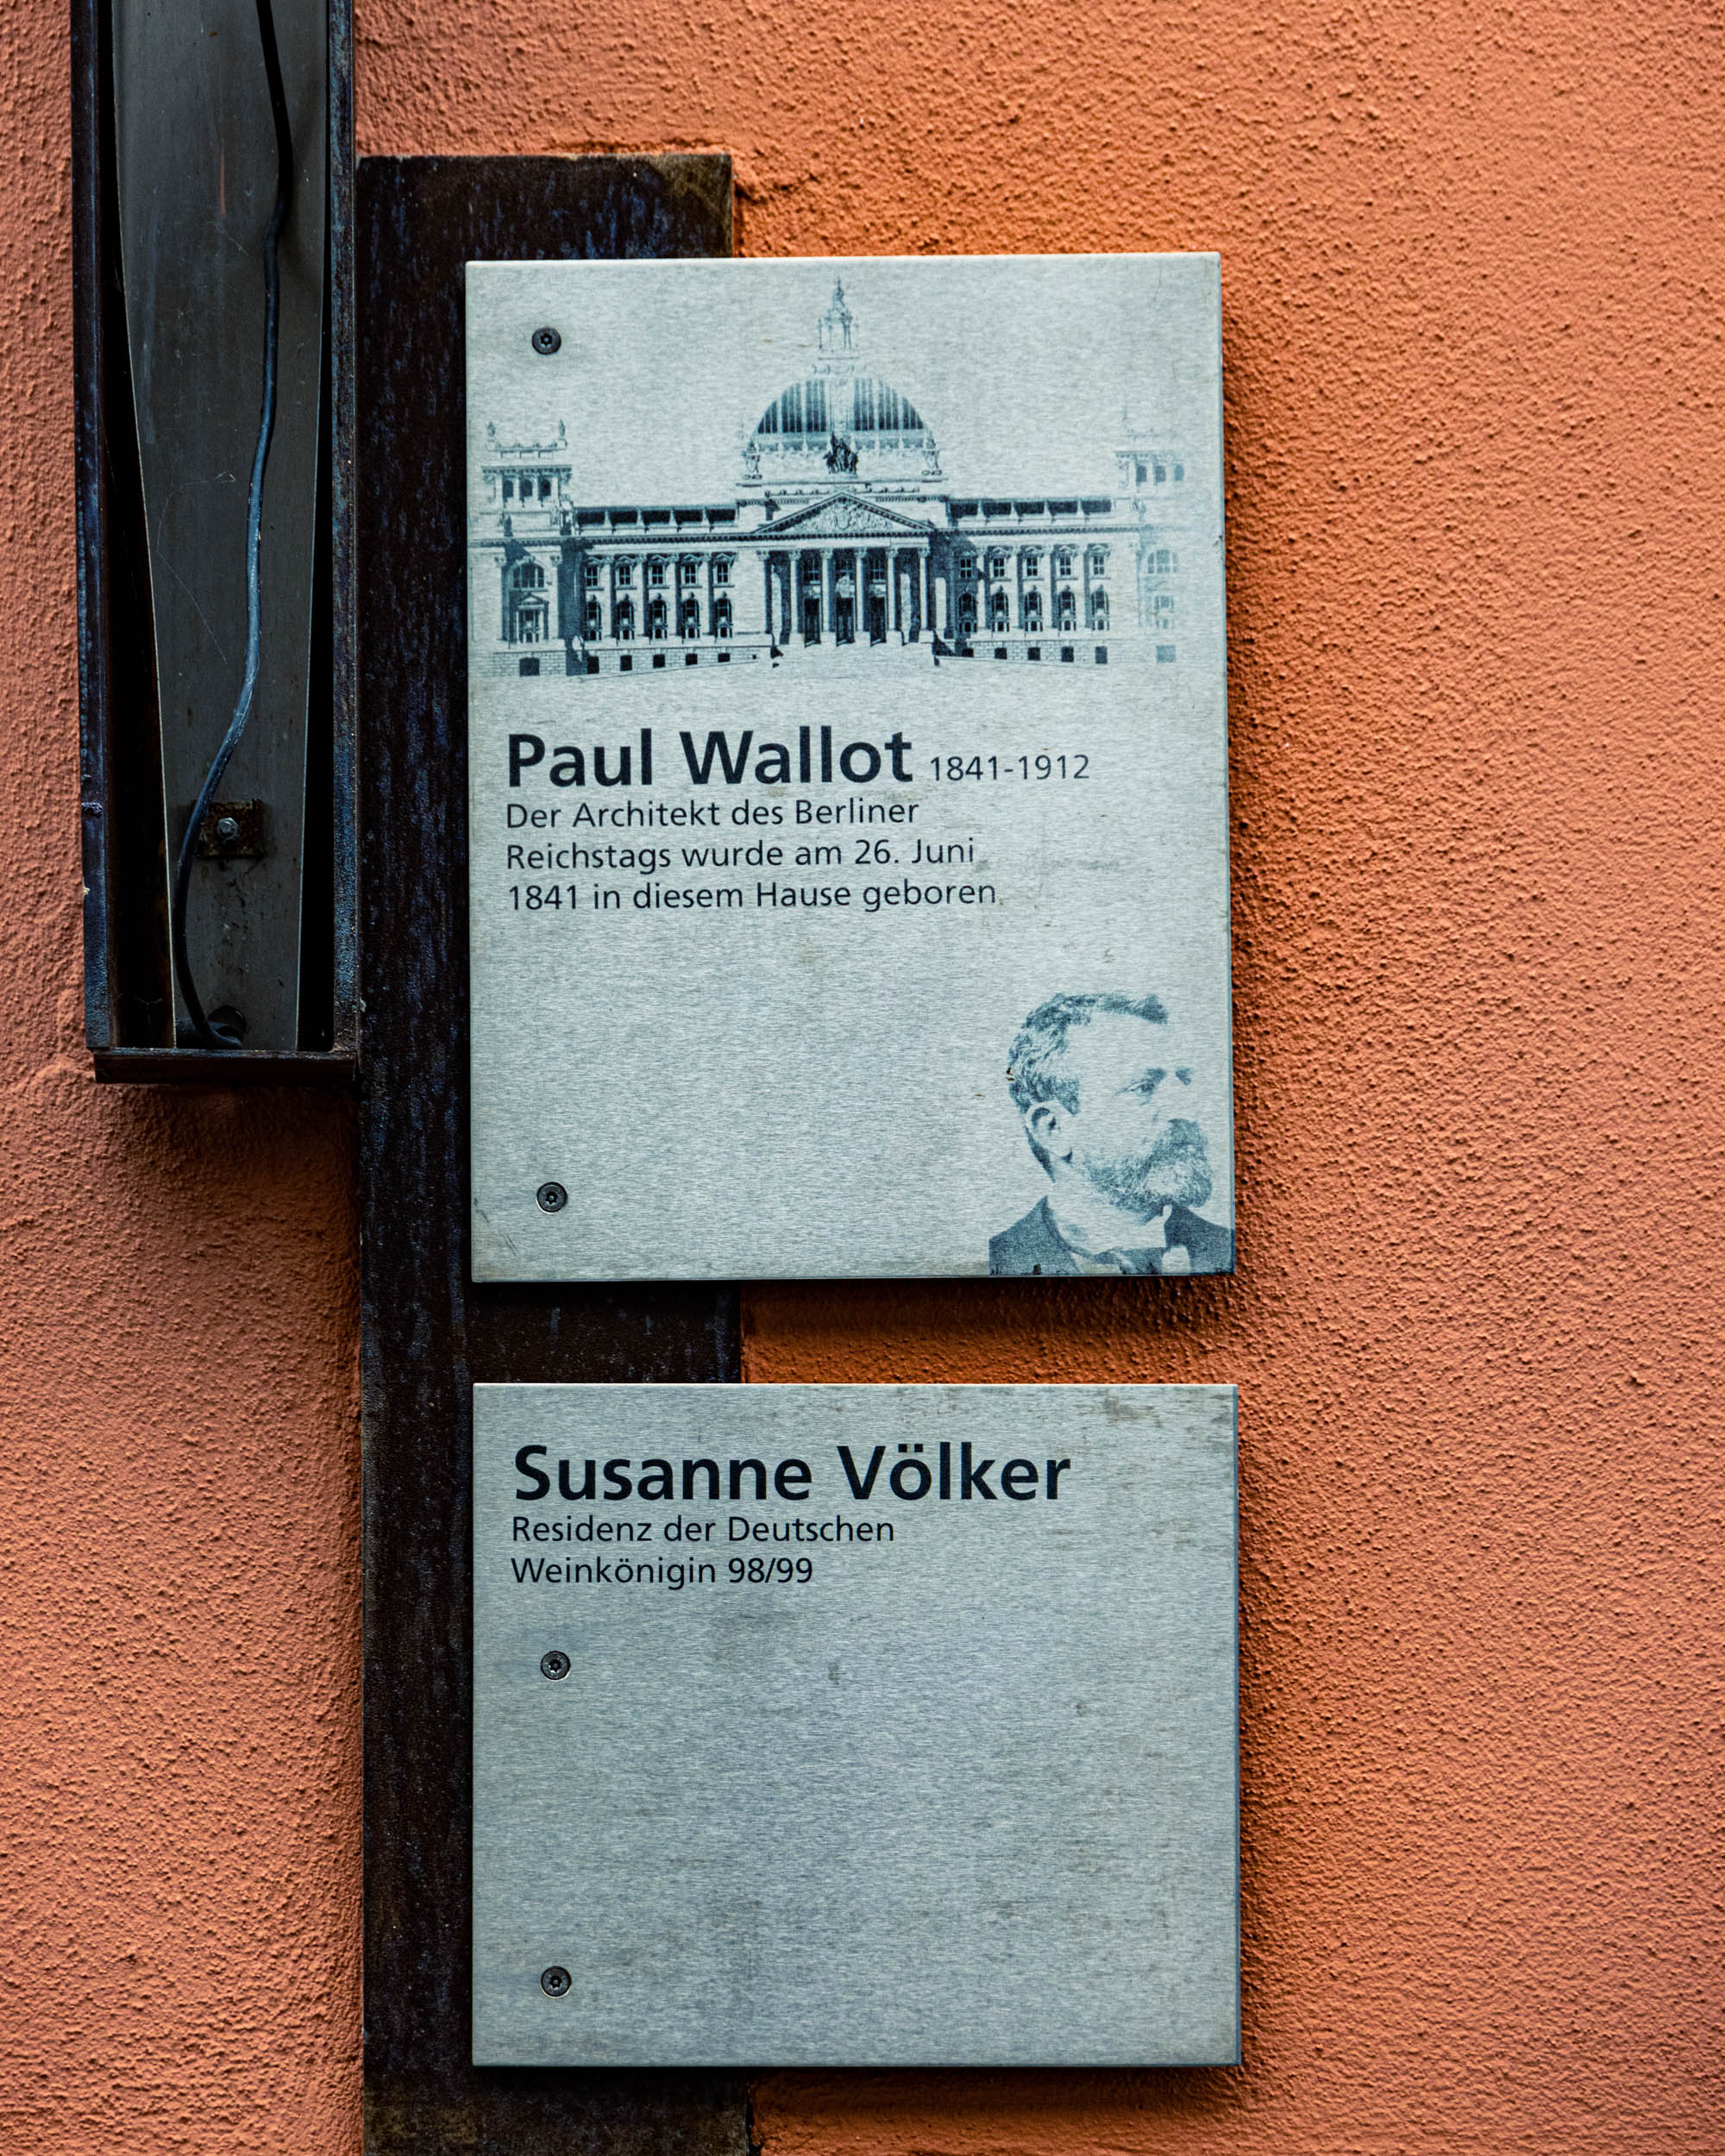 Paul Wallot 1841-1912
Der Architekt des Berliner
Reichstags wurde am 26. Juni
1841 in diesem Hause geboren.
Susanne Völker
Residenz der Deutschen
Weinkönigin 98/99